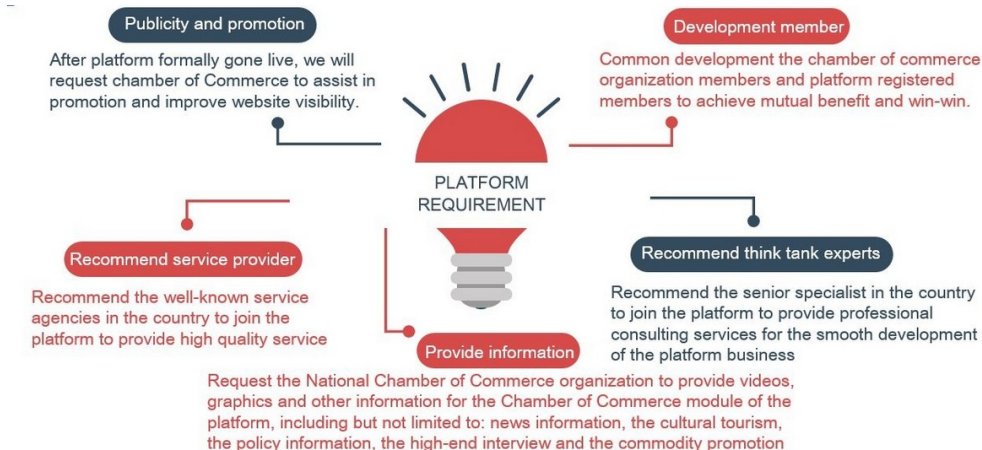 Publicity and promotion
After platform formally gone live, we will
request chamber of Commerce to assist in
promotion and improve website visibility.
Development member
Common development the chamber of commerce
organization members and platform registered
members to achieve mutual benefit and win-win.
PLATFORM
REQUIREMENT
Recommend service provider
Recommend the well-known service
agencies in the country to join the
platform to provide high quality service
Recommend think tank experts
Recommend the senior specialist in the country
to join the platform to provide professional
consulting services for the smooth development
of the platform business
Provide information
Request the National Chamber of Commerce organization to provide videos,
graphics and other information for the Chamber of Commerce module of the
platform, including but not limited to: news information, the cultural tourism,
the policy information, the high-end interview and the commodity promotion